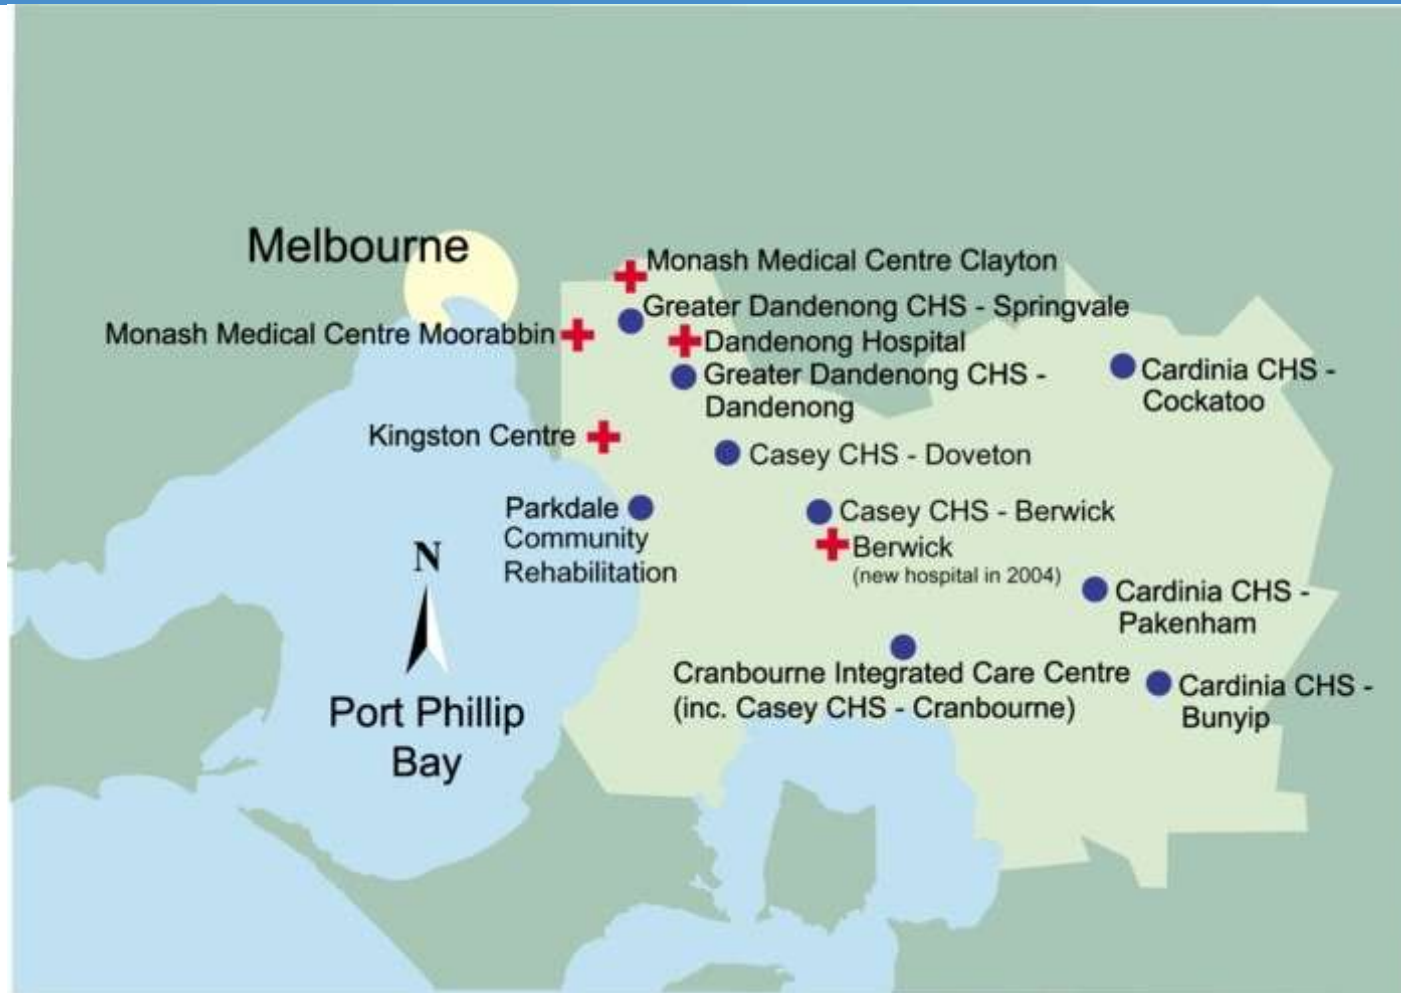 Melbourne
Monash Medical Centre Clayton
Greater Dandenong CHS - Springvale
Monash Medical Centre Moorabbin
Dandenong Hospital
Greater Dandenong CHS -
Dandenong
Cardinia CHS -
Cockatoo
Kingston Centre
Casey CHS - Doveton
Parkdale
Community
Rehabilitation
Casey CHS - Berwick
Berwick
(new hospital in 2004)
N
Cardinia CHS -
Pakenham
Cranbourne Integrated Care Centre
(inc. Casey CHS - Cranbourne)
Cardinia CHS -
Bunyip
Port Phillip
Bay